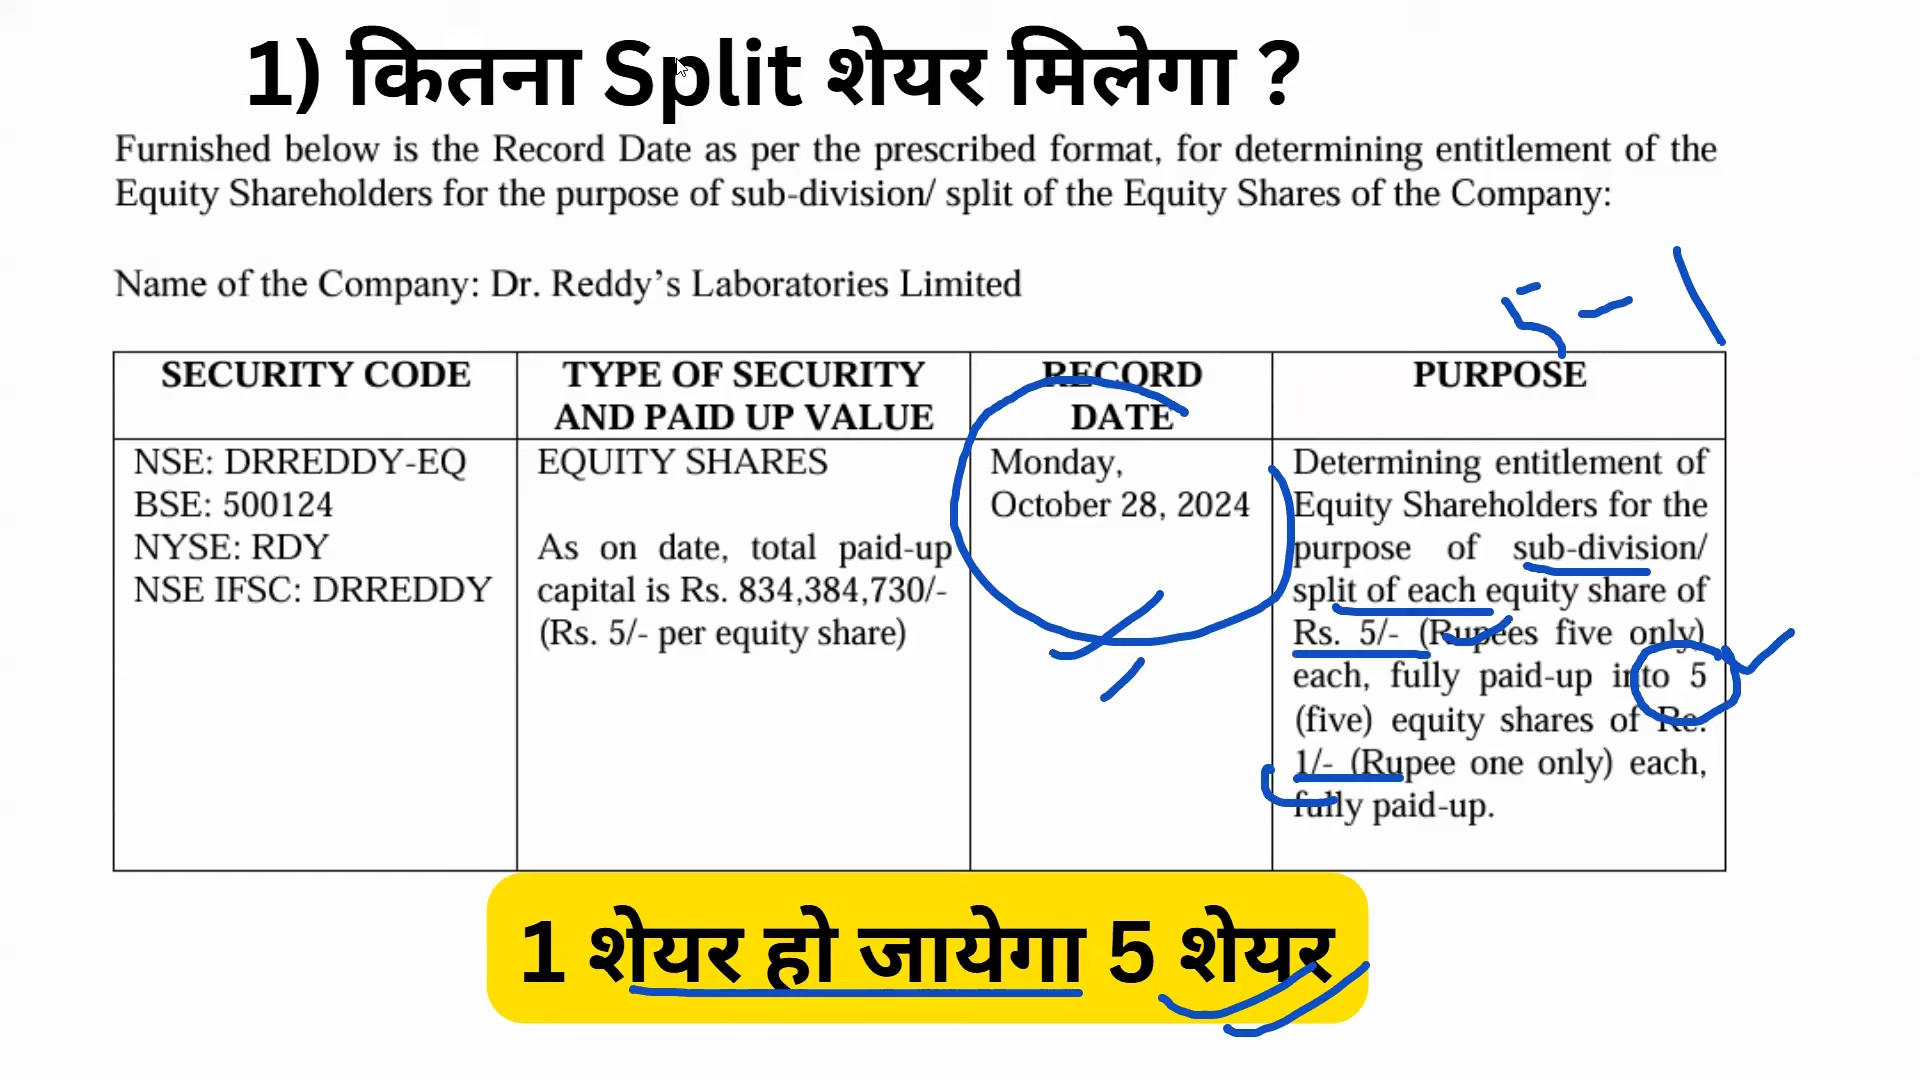 1) कितना Split शेयर मिलेगा ?
Furnished below is the Record Date as per the prescribed format, for determining entitlement of the
Equity Shareholders for the purpose of sub-division/ split of the Equity Shares of the Company:
Name of the Company: Dr. Reddy’s Laboratories Limited
5 - 1
SECURITY CODE
TYPE OF SECURITY
AND PAID UP VALUE
RECORD
DATE
PURPOSE
NSE: DRREDDY-EQ
BSE: 500124
NYSE: RDY
NSE IFSC: DRREDDY
EQUITY SHARES
As on date, total paid-up
capital is Rs. 834,384,730/-
(Rs. 5/- per equity share)
Monday,
October 28, 2024
Determining entitlement of
Equity Shareholders for the
purpose of sub-division/
split of each equity share of
Rs. 5/- (Rupees five only)
each, fully paid-up into 5
(five) equity shares of Re.
1/- (Rupee one only) each,
fully paid-up.
1 शेयर हो जायेगा 5 शेयर